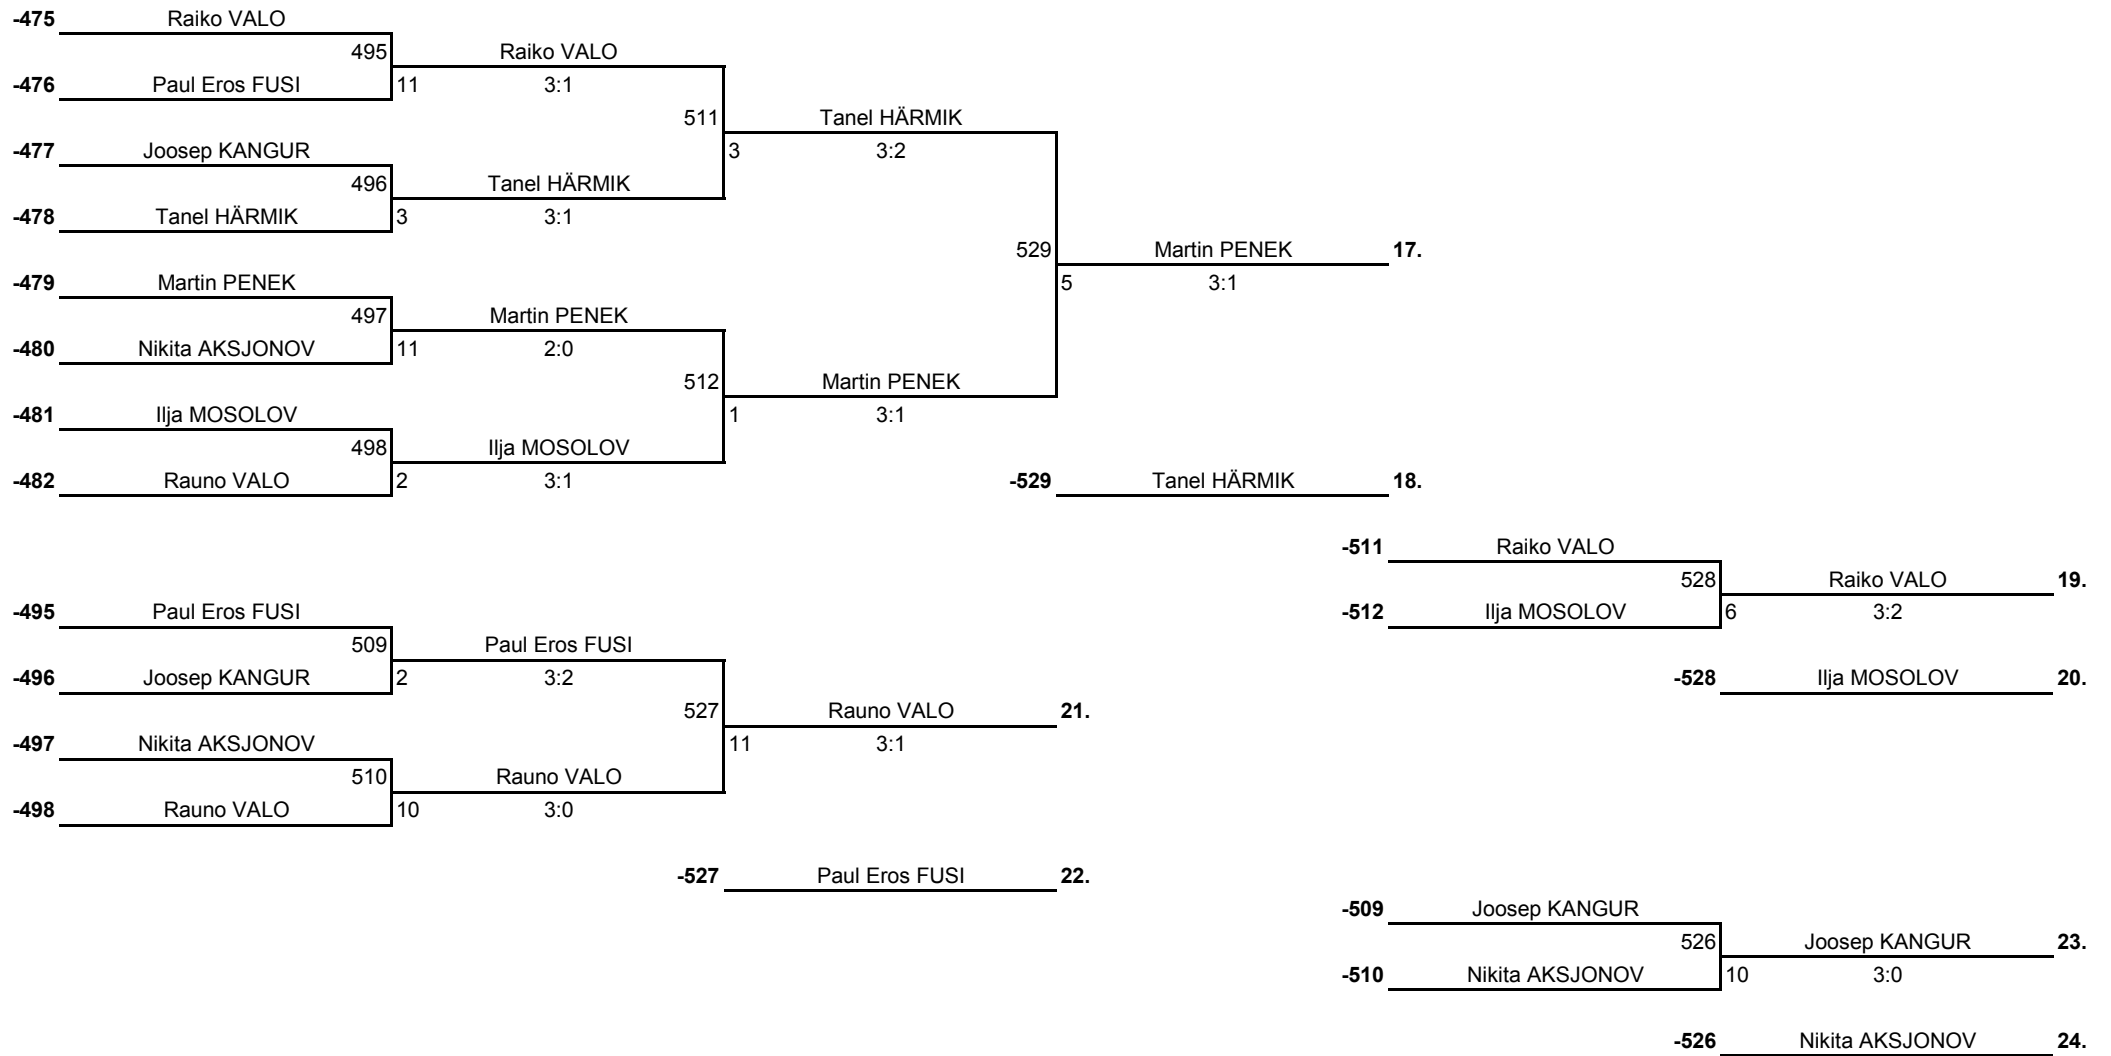 -475 Raiko VALO
495 Raiko VALO
-476 Paul Eros FUSI 11 3:1
511 Tanel HÄRMIK
-477 Joosep KANGUR 3 3:2
496 Tanel HÄRMIK
-478 Tanel HÄRMIK 3 3:1
529 Martin PENEK 17.
-479 Martin PENEK 5 3:1
497 Martin PENEK
-480 Nikita AKSJONOV 11 2:0
512 Martin PENEK
-481 Ilja MOSOLOV 1 3:1
498 Ilja MOSOLOV
-482 Rauno VALO 2 3:1 -529 Tanel HÄRMIK 18.
-511 Raiko VALO
528 Raiko VALO 19.
-495 Paul Eros FUSI -512 Ilja MOSOLOV 6 3:2
509 Paul Eros FUSI
-496 Joosep KANGUR 2 3:2 -528 Ilja MOSOLOV 20.
527 Rauno VALO 21.
-497 Nikita AKSJONOV 11 3:1
510 Rauno VALO
-498 Rauno VALO 10 3:0
-527 Paul Eros FUSI 22.
-509 Joosep KANGUR
526 Joosep KANGUR 23.
-510 Nikita AKSJONOV 10 3:0
-526 Nikita AKSJONOV 24.